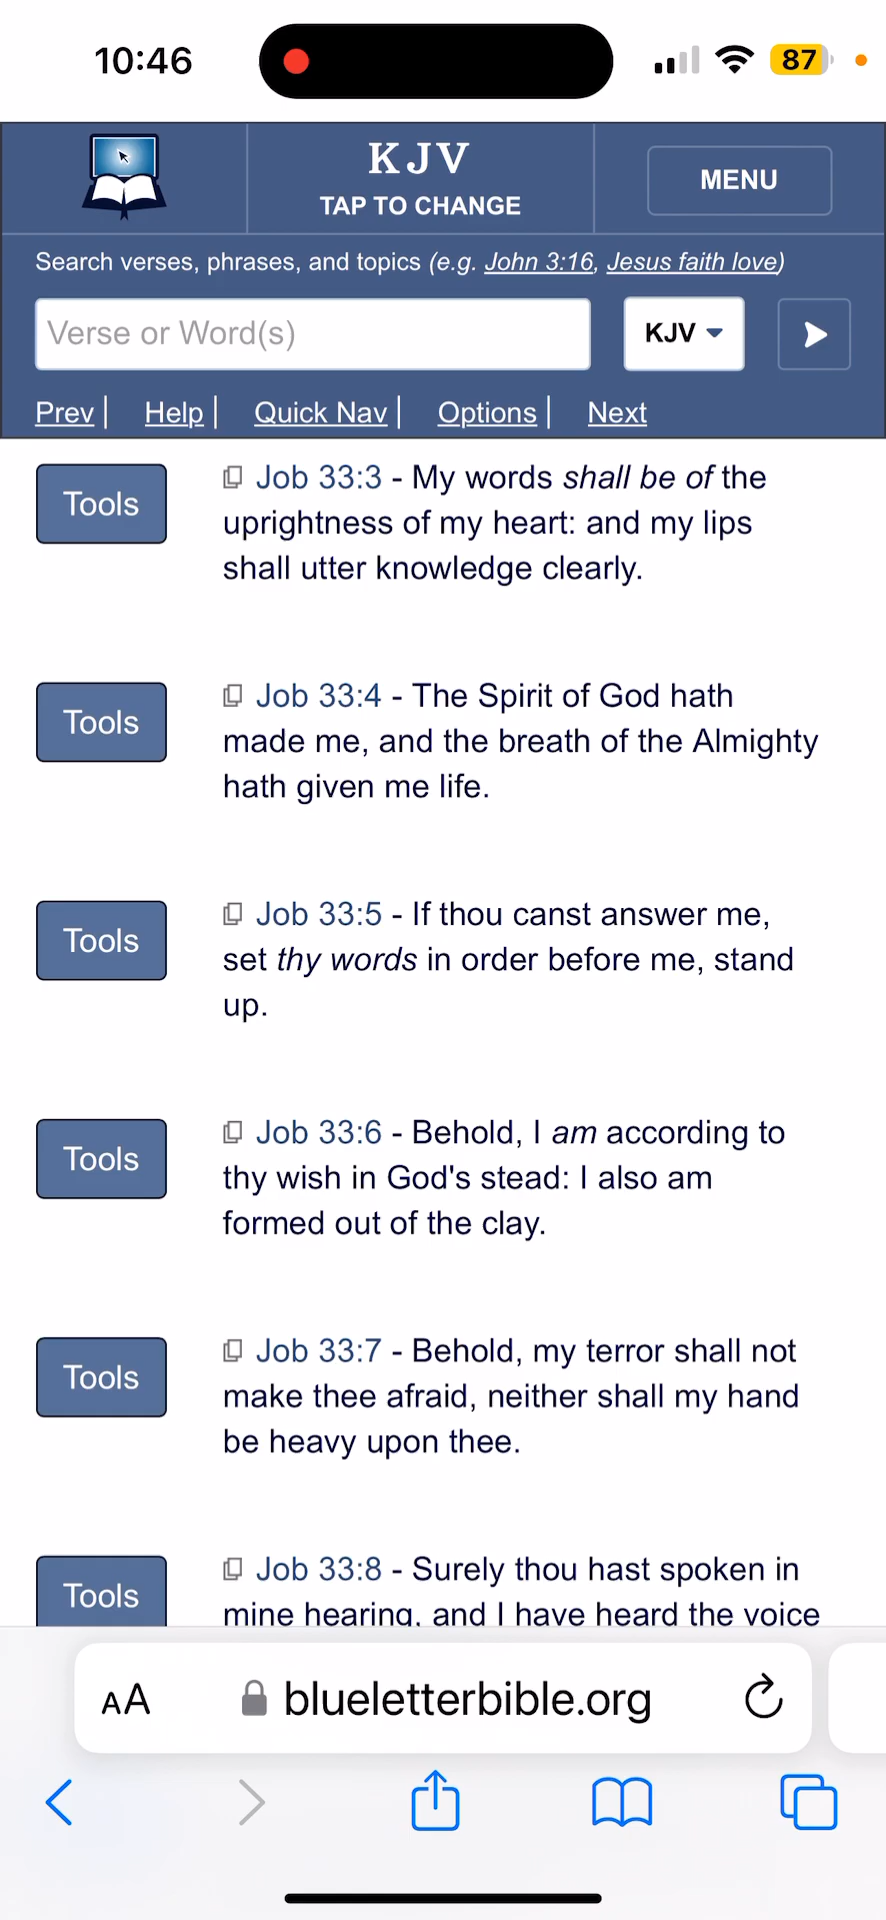 10:46
87
KJV
TAP TO CHANGE
MENU
Search verses, phrases, and topics (e.g. John 3:16, Jesus faith love)
Verse or Word(s)
KJV
Prev | Help | Quick Nav | Options | Next
Tools
Job 33:3 - My words shall be of the
uprightness of my heart: and my lips
shall utter knowledge clearly.
Tools
Job 33:4 - The Spirit of God hath
made me, and the breath of the Almighty
hath given me life.
Tools
Job 33:5 - If thou canst answer me,
set thy words in order before me, stand
up.
Tools
Job 33:6 - Behold, I am according to
thy wish in God's stead: I also am
formed out of the clay.
Tools
Job 33:7 - Behold, my terror shall not
make thee afraid, neither shall my hand
be heavy upon thee.
Tools
Job 33:8 - Surely thou hast spoken in
mine hearing, and I have heard the voice
AA blueletterbible.org